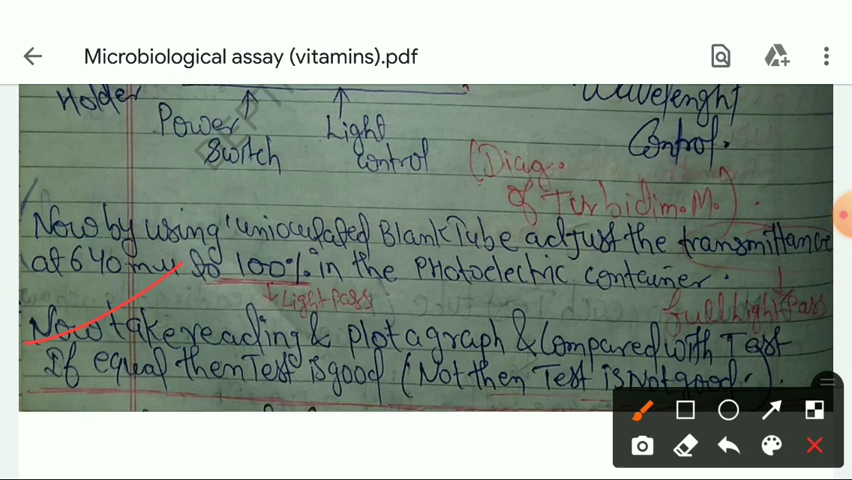 Microbiological assay (vitamins).pdf
Holder
Power Switch
Light Control
Wavelenght Control.
(Diag. of Turbidim.M.).
Now by using 'uninoculated Blank Tube adjust the transmittance
at 640 mu to 100% in the Photoelectric container.
Light pass
full Light Pass
Now take reading & plot a graph & Compared with Test
If equal then Test is good (Not then Test is Not good.).